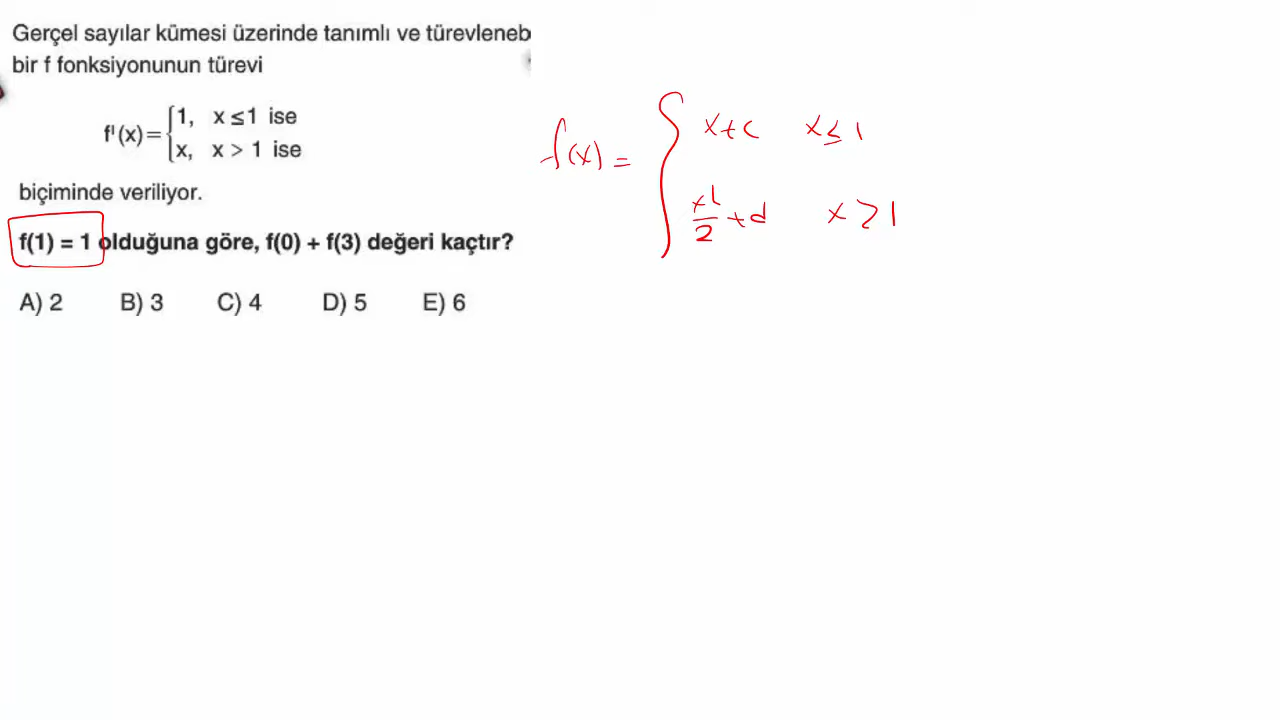 Gerçel sayılar kümesi üzerinde tanımlı ve türevleneb
bir f fonksiyonunun türevi
f'(x) = { 1, x ≤ 1 ise
x, x > 1 ise
biçiminde veriliyor.
f(1) = 1 olduğuna göre, f(0) + f(3) değeri kaçtır?
A) 2 B) 3 C) 4 D) 5 E) 6
f(x) = { x+c x ≤ 1
x²/2 + d x ≥ 1